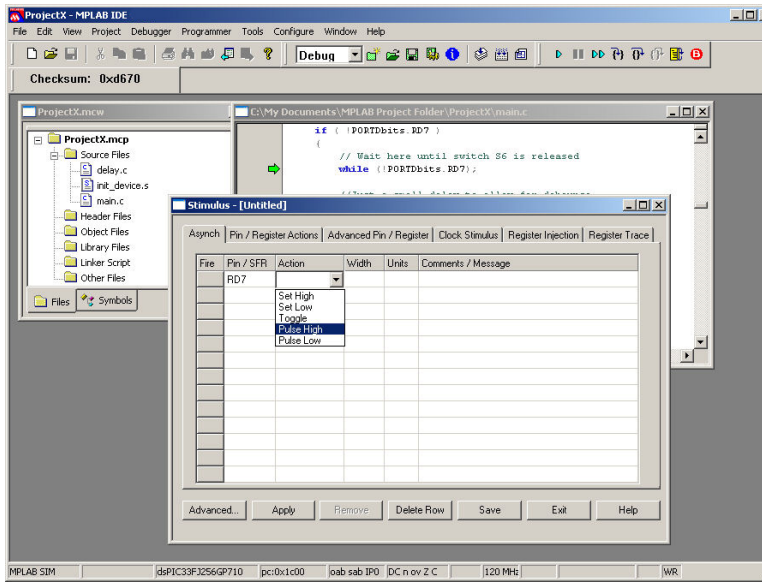 ProjectX - MPLAB IDE
File Edit View Project Debugger Programmer Tools Configure Window Help
Debug
Checksum: 0xd670
ProjectX.mcw
ProjectX.mcp
Source Files
delay.c
init_device.s
main.c
Header Files
Object Files
Library Files
Linker Script
Other Files
Files Symbols
C:\My Documents\MPLAB Project Folder\ProjectX\main.c
if ( !PORTDbits.RD7 )
{
// Wait here until switch S6 is released
while (!PORTDbits.RD7);
Stimulus - [Untitled]
Asynch Pin / Register Actions Advanced Pin / Register Clock Stimulus Register Injection Register Trace
Fire Pin / SFR Action Width Units Comments / Message
RD7
Set High
Set Low
Toggle
Pulse High
Pulse Low
Advanced... Apply Remove Delete Row Save Exit Help
MPLAB SIM dsPIC33FJ256GP710 pc:0x1c00 oab sab IP0 DC n ov Z C 120 MHz WR